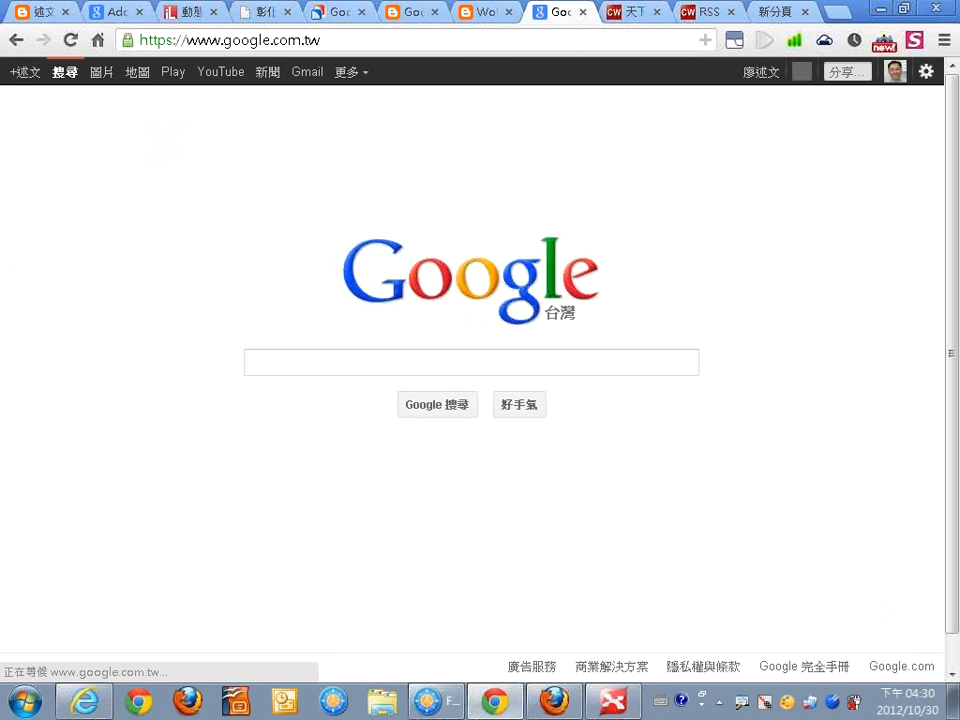 述文 Adc 動態 彰化 Goo Goo Wo 天下 RSS 新分頁
https://www.google.com.tw
now!
+述文 搜尋 圖片 地圖 Play YouTube 新聞 Gmail 更多 廖述文 分享...
Google
台灣
Google 搜尋 好手氣
正在等候 www.google.com.tw...
廣告服務 商業解決方案 隱私權與條款 Google 完全手冊 Google.com
F...
下午 04:30
2012/10/30